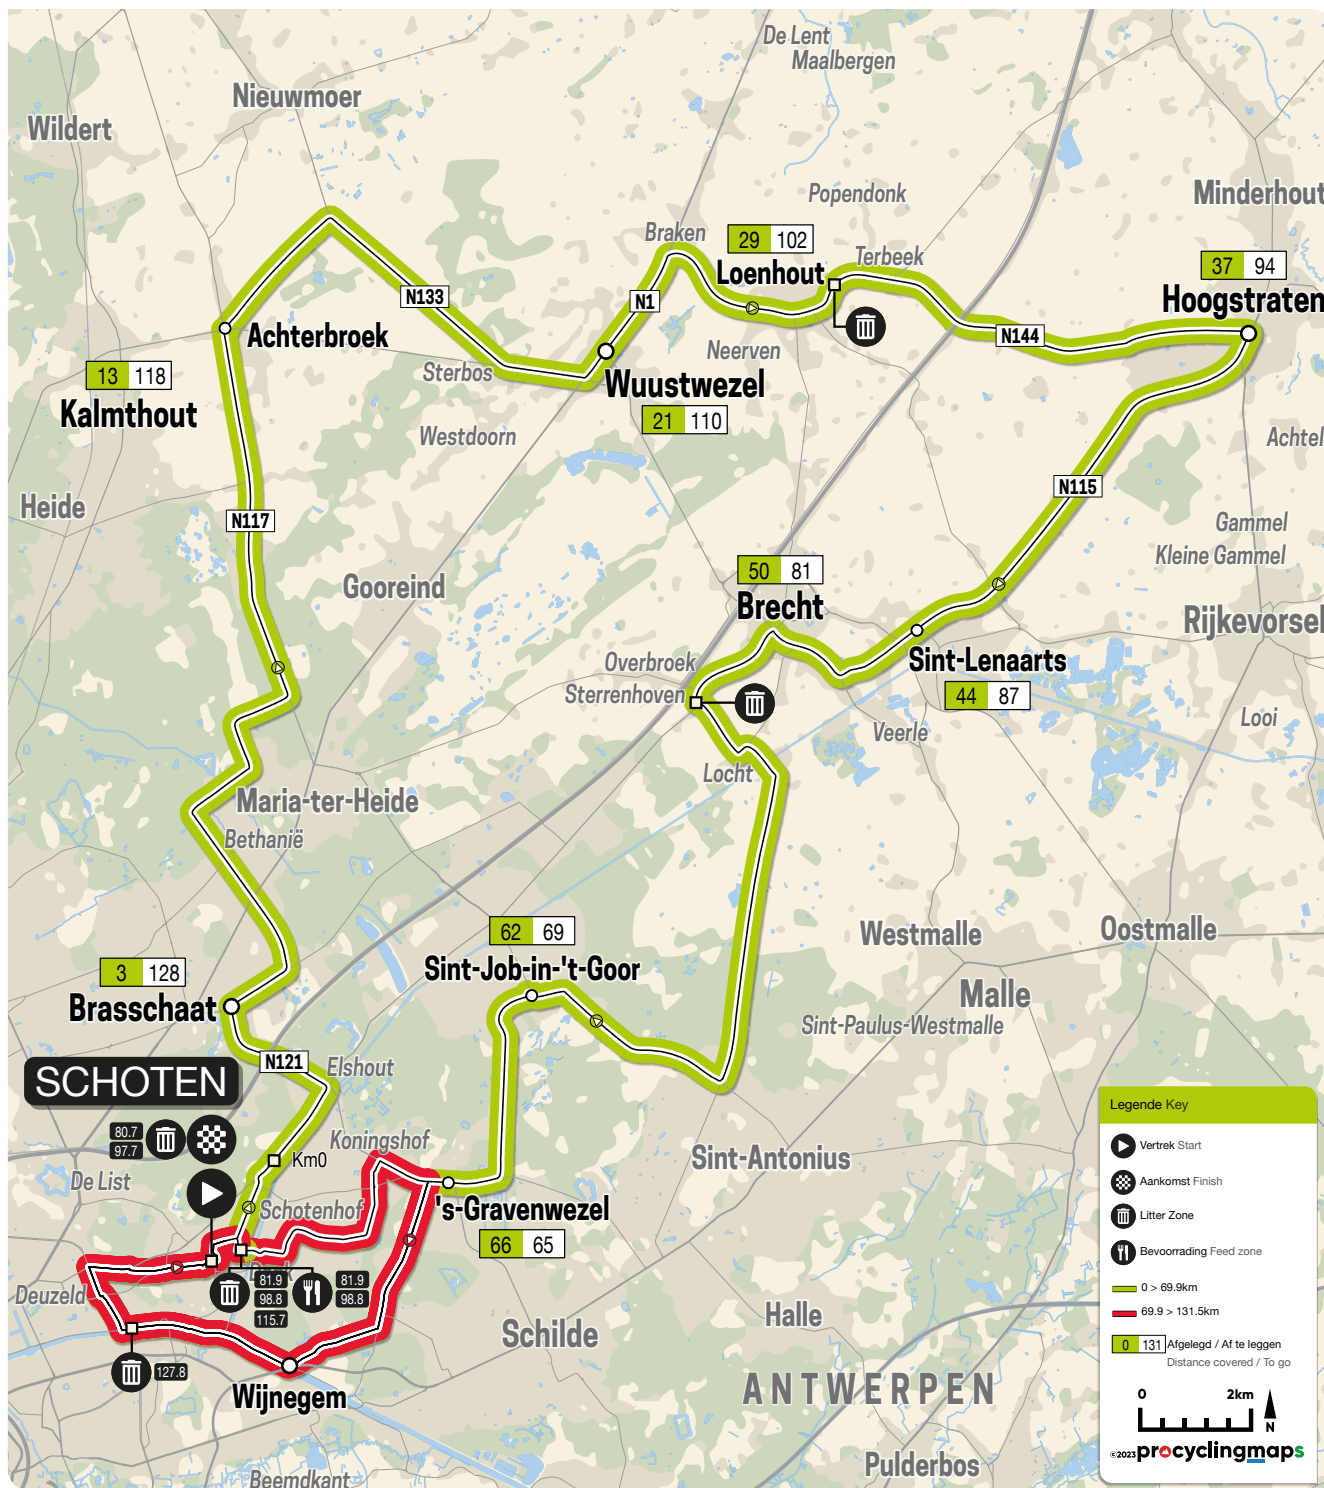 De Lent
Maalbergen
Nieuwmoer
Wildert
Popendonk
Minderhout
Braken
29 102
Loenhout
Terbeek
37 94
Hoogstraten
N133
N1
Achterbroek
N144
Neerven
13 118
Kalmthout
Sterbos
Wuustwezel
21 110
Westdoorn
Achtel
N115
Heide
N117
Gammel
Kleine Gammel
Gooreind
50 81
Brecht
Rijkevorsel
Overbroek
Sterrenhoven
Sint-Lenaarts
44 87
Looi
Veerle
Locht
Maria-ter-Heide
Bethanië
62 69
Sint-Job-in-'t-Goor
Westmalle
Oostmalle
3 128
Brasschaat
Malle
Sint-Paulus-Westmalle
N121
Elshout
SCHOTEN
80.7
97.7
Koningshof
Km0
De List
Sint-Antonius
Schotenhof
's-Gravenwezel
66 65
Deuzeld
81.9
98.8
115.7
81.9
98.8
Schilde
Halle
127.8
Wijnegem
ANTWERPEN
Pulderbos
Beemdkant
Legende Key
Vertrek Start
Aankomst Finish
Litter Zone
Bevoorrading Feed zone
0 > 69.9km
69.9 > 131.5km
0 131 Afgelegd / Af te leggen
Distance covered / To go
0 2km
N
©2023 procyclingmaps